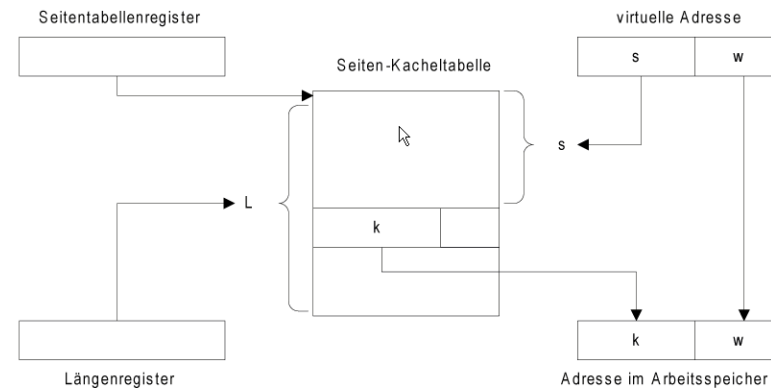 Seitentabellenregister
virtuelle Adresse
Seiten-Kacheltabelle
s w
s
L
k
k w
Längenregister
Adresse im Arbeitsspeicher